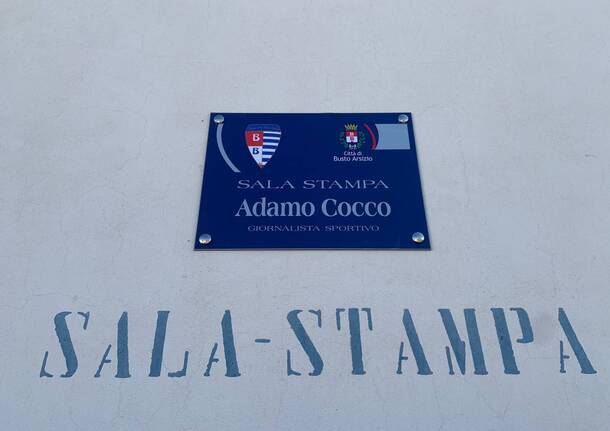 B
B
Città di
Busto Arsizio
SALA STAMPA
Adamo Cocco
GIORNALISTA SPORTIVO
SALA-STAMPA